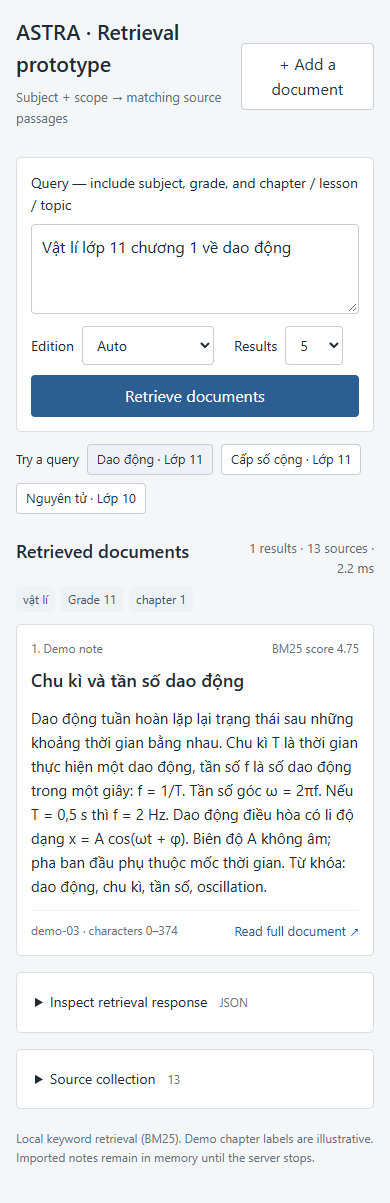 ASTRA · Retrieval
prototype
Subject + scope → matching source
passages
+ Add a
document
Query — include subject, grade, and chapter / lesson
/ topic
Vật lí lớp 11 chương 1 về dao động
Edition Auto Results 5
Retrieve documents
Try a query Dao động · Lớp 11 Cấp số cộng · Lớp 11
Nguyên tử · Lớp 10
Retrieved documents
1 results · 13 sources ·
2.2 ms
vật lí Grade 11 chapter 1
1. Demo note BM25 score 4.75
Chu kì và tần số dao động
Dao động tuần hoàn lặp lại trạng thái sau những
khoảng thời gian bằng nhau. Chu kì T là thời gian
thực hiện một dao động, tần số f là số dao động
trong một giây: f = 1/T. Tần số góc ω = 2πf. Nếu
T = 0,5 s thì f = 2 Hz. Dao động điều hòa có li độ
dạng x = A cos(ωt + φ). Biên độ A không âm;
pha ban đầu phụ thuộc mốc thời gian. Từ khóa:
dao động, chu kì, tần số, oscillation.
demo-03 · characters 0–374 Read full document ↗
▶ Inspect retrieval response JSON
▶ Source collection 13
Local keyword retrieval (BM25). Demo chapter labels are illustrative.
Imported notes remain in memory until the server stops.